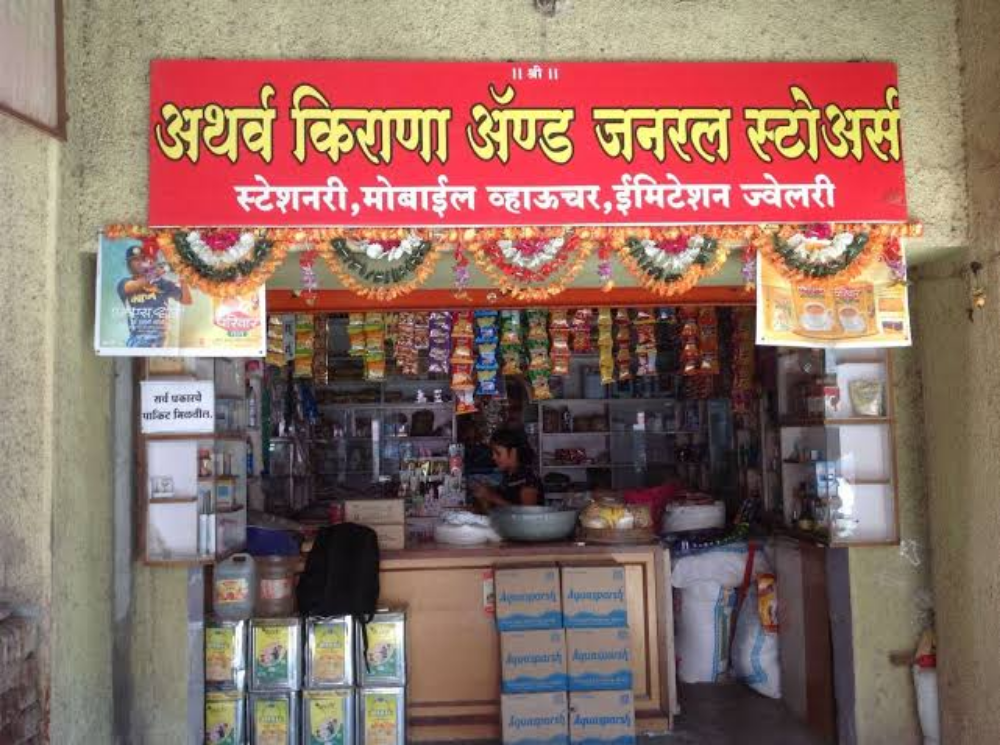 ॥ श्री ॥
अथर्व किराणा ॲण्ड जनरल स्टोअर्स
स्टेशनरी,मोबाईल व्हाऊचर,ईमिटेशन ज्वेलरी
परिवार
सर्व प्रकारचे
पाकिट मिळतील.
Aquasparsh Aquasparsh
Aquasparsh Aquasparsh
Aquasparsh Aquasparsh